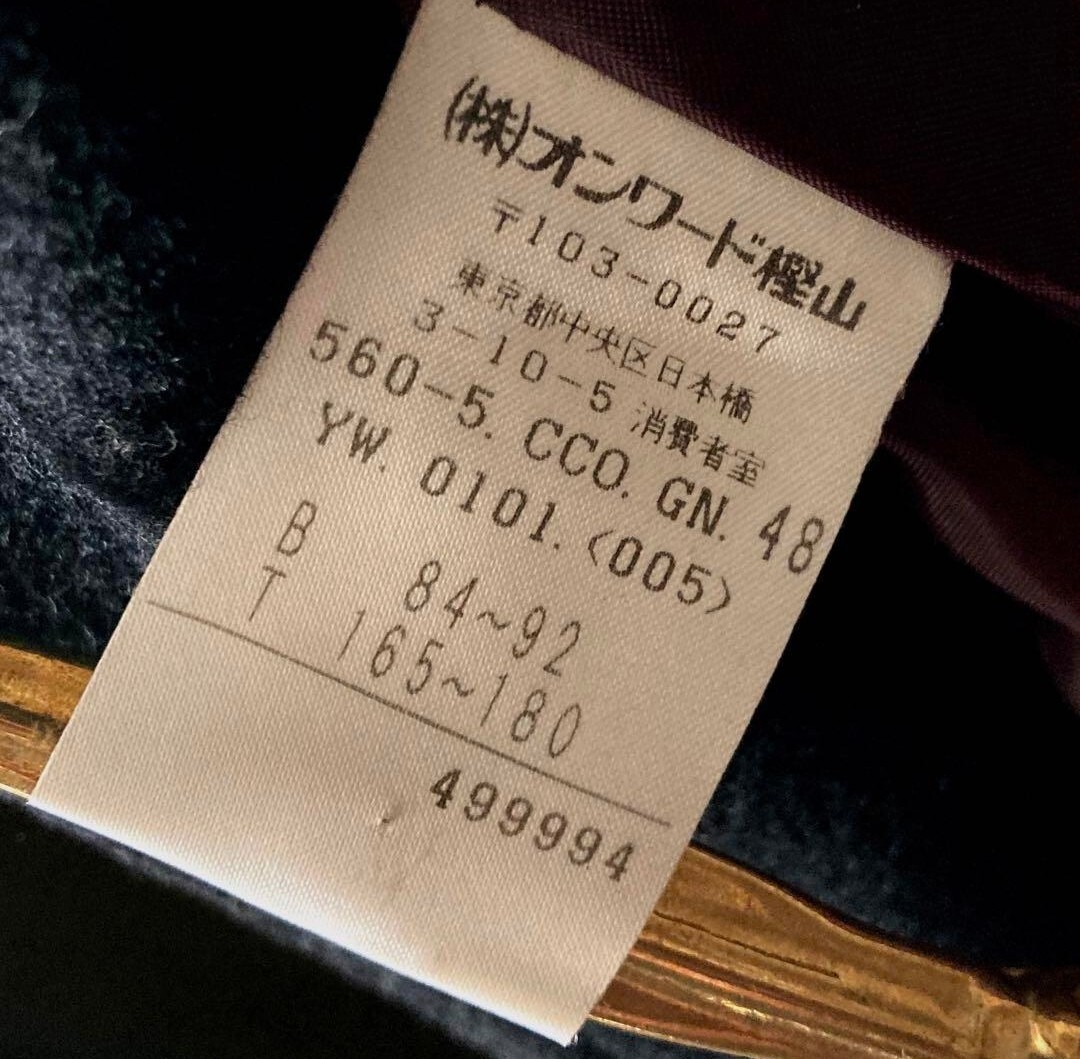 (株)オンワード樫山
〒103-0027
東京都中央区日本橋
3-10-5 消費者室
560-5. CCO. GN. 48
YW. 0101. <005>
B 84~92
T 165~180
499994